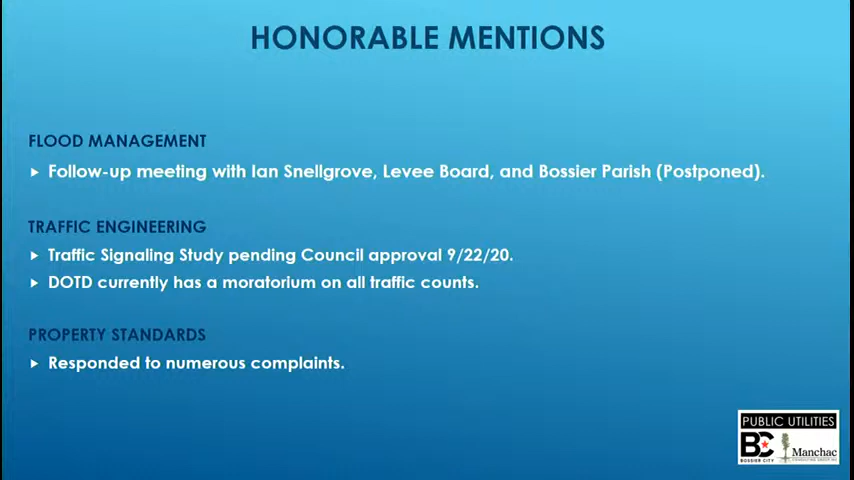 HONORABLE MENTIONS
FLOOD MANAGEMENT
Follow-up meeting with Ian Snellgrove, Levee Board, and Bossier Parish (Postponed).
TRAFFIC ENGINEERING
Traffic Signaling Study pending Council approval 9/22/20.
DOTD currently has a moratorium on all traffic counts.
PROPERTY STANDARDS
Responded to numerous complaints.
PUBLIC UTILITIES
BC
BOSSIER CITY
Manchac